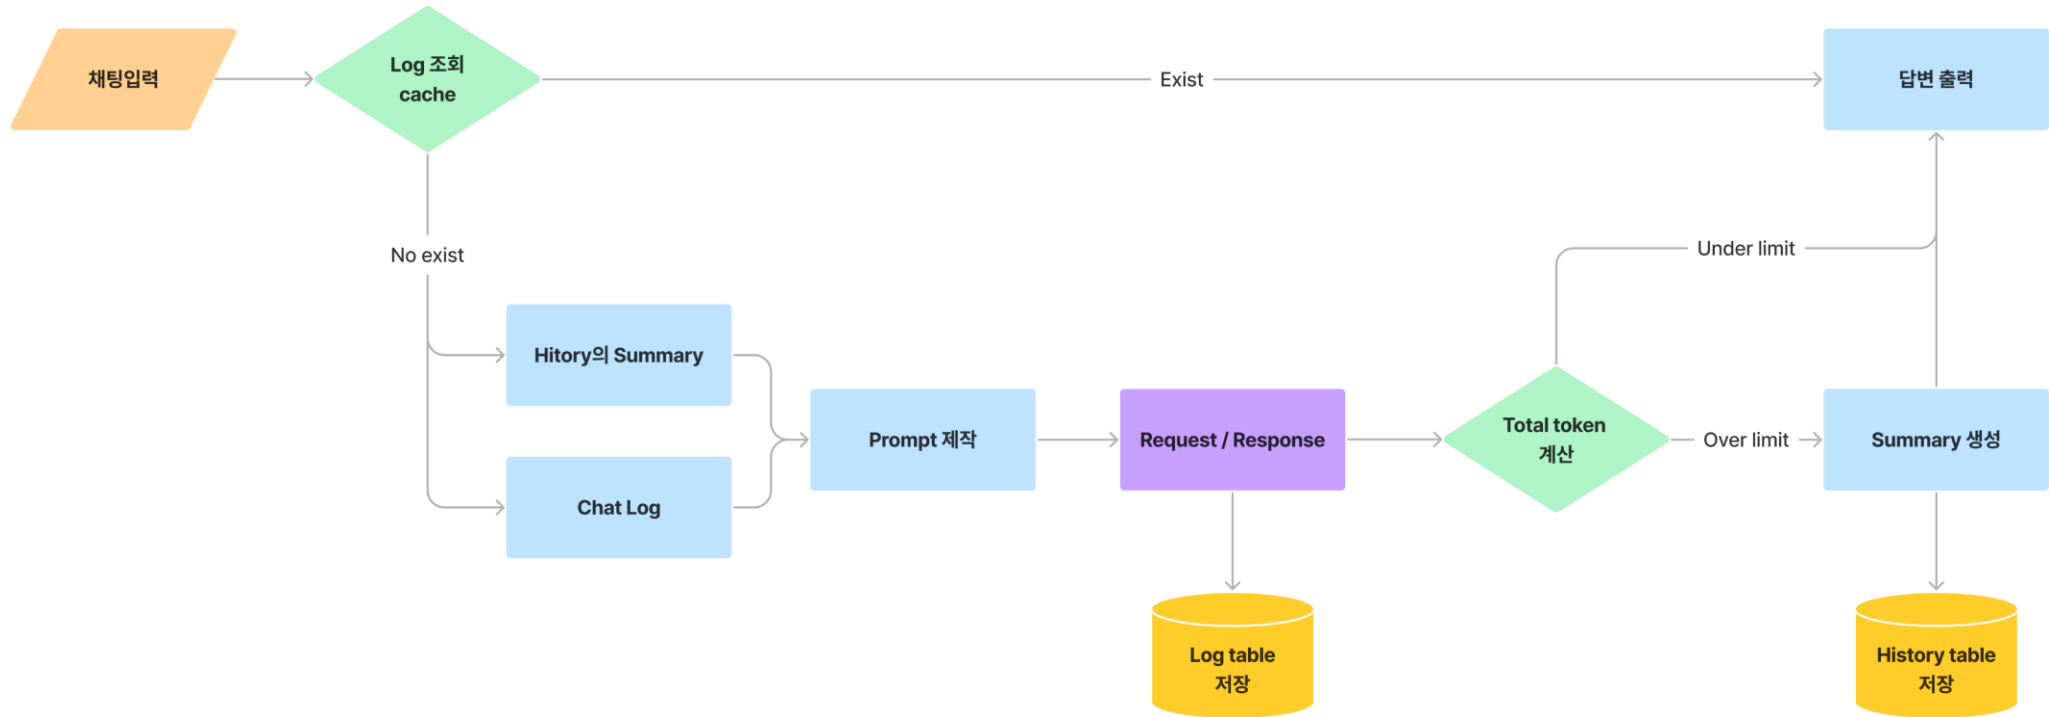 채팅입력
Log 조회
cache
Exist
답변 출력
No exist
Under limit
Hitory의 Summary
Chat Log
Prompt 제작
Request / Response
Total token
계산
Over limit
Summary 생성
Log table
저장
History table
저장